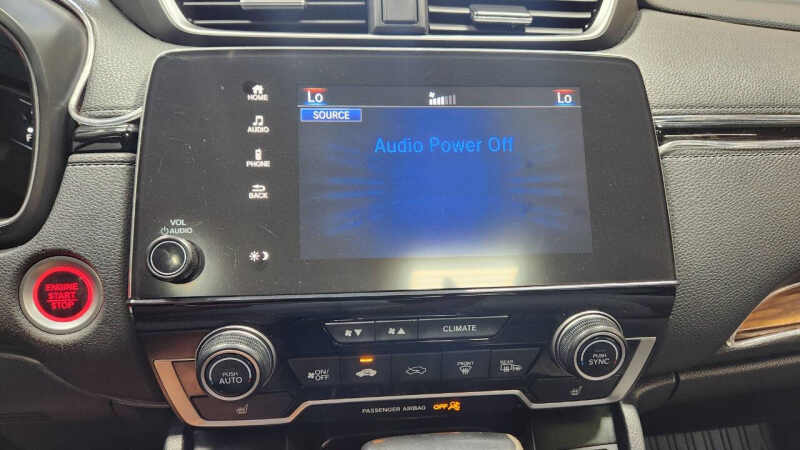 HOME
Lo
Lo
SOURCE
AUDIO
Audio Power Off
PHONE
BACK
VOL
AUDIO
ENGINE
START
STOP
CLIMATE
PUSH
AUTO
ON/
OFF
FRONT
REAR
PUSH
SYNC
PASSENGER AIRBAG OFF